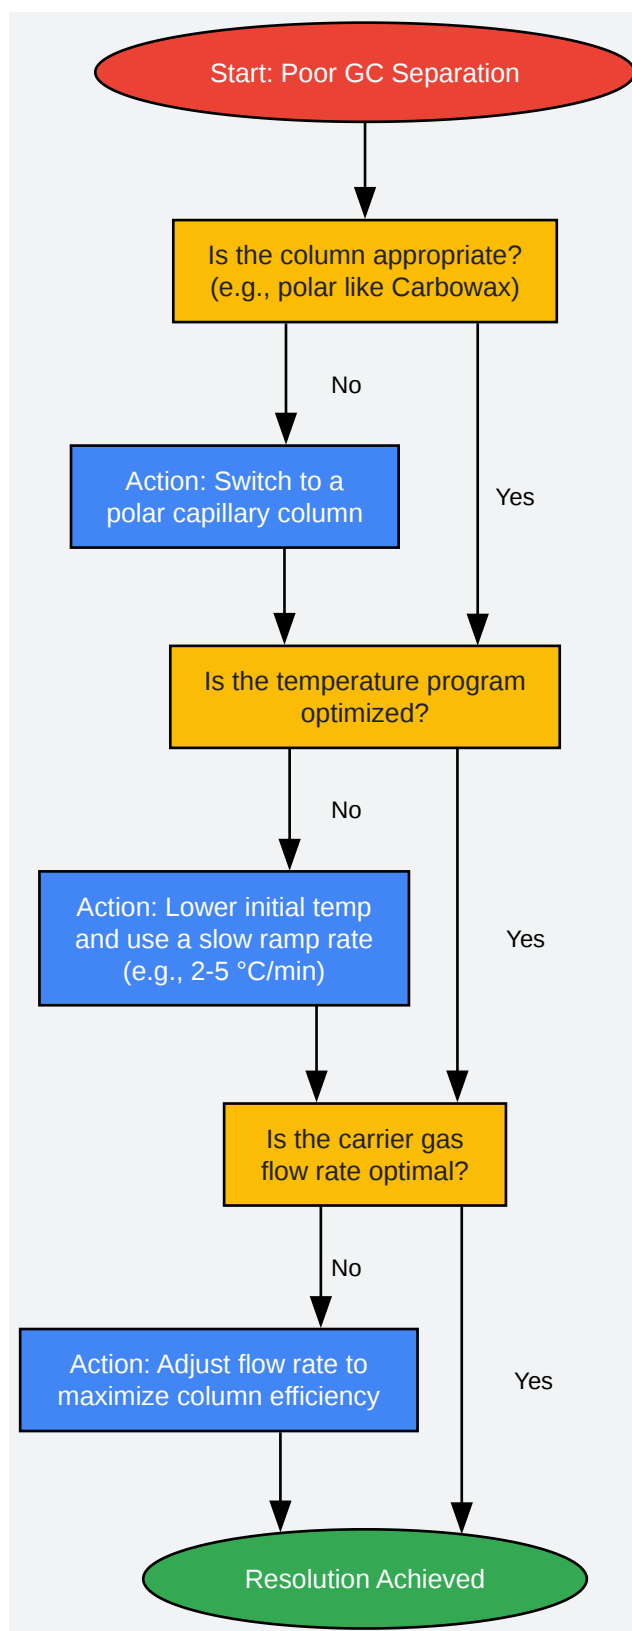 Start: Poor GC Separation
Is the column appropriate?
(e.g., polar like Carbowax)
No
Action: Switch to a
polar capillary column
Yes
Is the temperature program
optimized?
No
Action: Lower initial temp
and use a slow ramp rate
(e.g., 2-5 °C/min)
Yes
Is the carrier gas
flow rate optimal?
No
Action: Adjust flow rate to
maximize column efficiency
Yes
Resolution Achieved